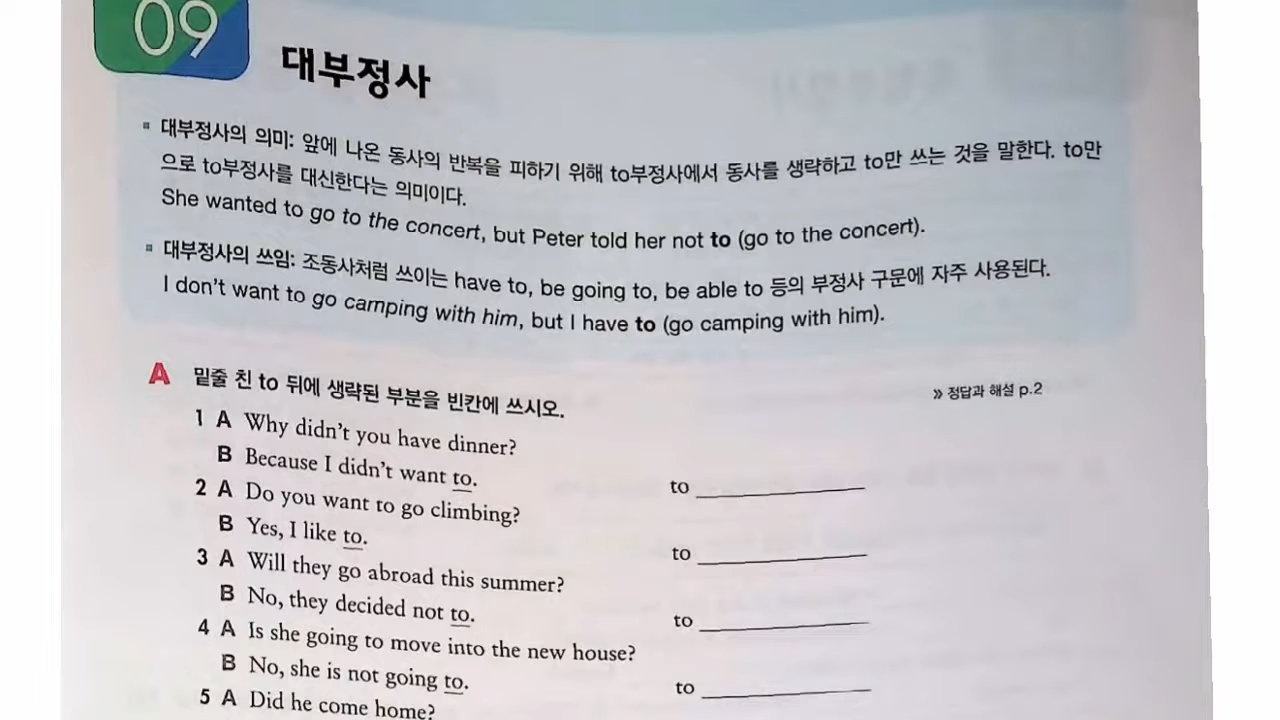 09
대부정사
대부정사의 의미: 앞에 나온 동사의 반복을 피하기 위해 to부정사에서 동사를 생략하고 to만 쓰는 것을 말한다. to만
으로 to부정사를 대신한다는 의미이다.
She wanted to go to the concert, but Peter told her not to (go to the concert).
대부정사의 쓰임: 조동사처럼 쓰이는 have to, be going to, be able to 등의 부정사 구문에 자주 사용된다.
I don't want to go camping with him, but I have to (go camping with him).
A 밑줄 친 to 뒤에 생략된 부분을 빈칸에 쓰시오.
» 정답과 해설 p.2
1 A Why didn't you have dinner?
B Because I didn't want to. to
2 A Do you want to go climbing?
B Yes, I like to. to
3 A Will they go abroad this summer?
B No, they decided not to. to
4 A Is she going to move into the new house?
B No, she is not going to. to
5 A Did he come home?